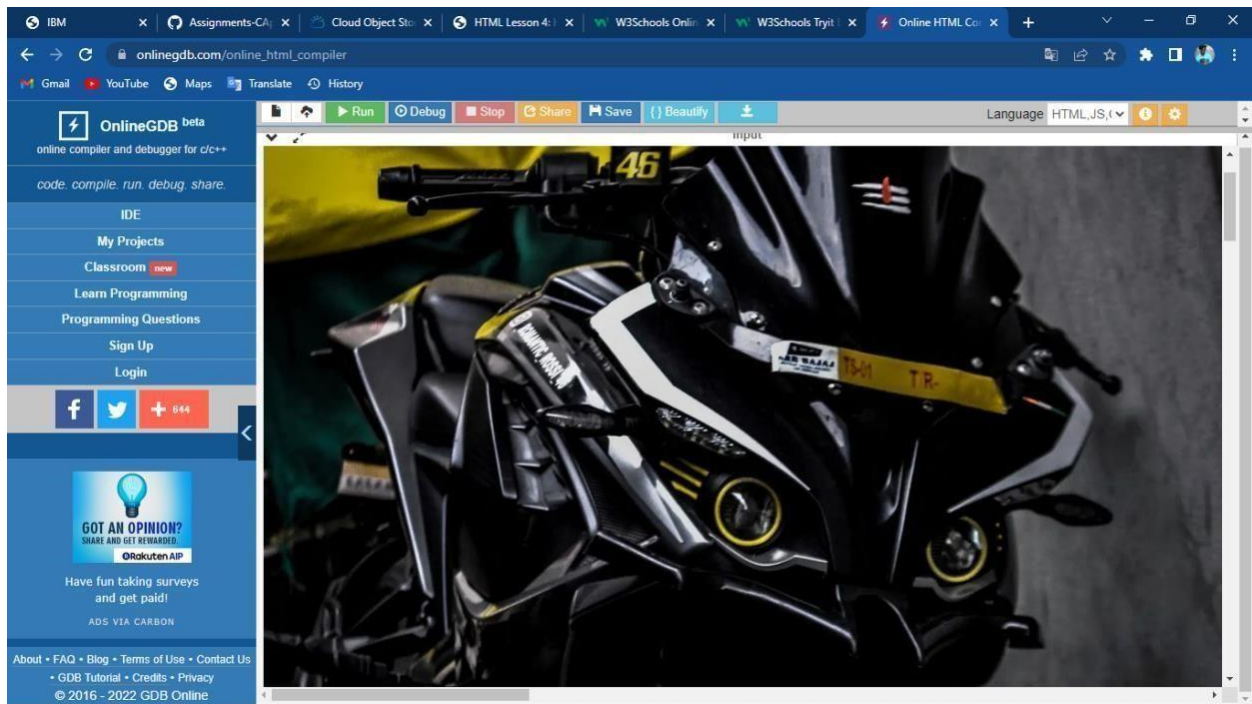 IBM
Assignments-CA
Cloud Object Sto
HTML Lesson 4:
W3Schools Onlin
W3Schools Tryit
Online HTML Co
onlinegdb.com/online_html_compiler
Gmail
YouTube
Maps
Translate
History
OnlineGDB beta
online compiler and debugger for c/c++
code. compile. run. debug. share.
IDE
My Projects
Classroom new
Learn Programming
Programming Questions
Sign Up
Login
f
+ 644
GOT AN OPINION?
SHARE AND GET REWARDED.
Rakuten AIP
Have fun taking surveys
and get paid!
ADS VIA CARBON
About • FAQ • Blog • Terms of Use • Contact Us
• GDB Tutorial • Credits • Privacy
© 2016 - 2022 GDB Online
Run
Debug
Stop
Share
Save
{ } Beautify
Language HTML,JS,(
input
46
TS-01 T R-